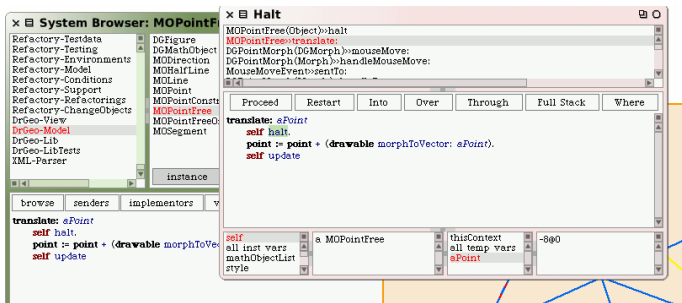 System Browser: MOPointFr
Refactory-Testdata
Refactory-Testing
Refactory-Environments
Refactory-Model
Refactory-Conditions
Refactory-Support
Refactory-Refactorings
Refactory-ChangeObjects
DrGeo-View
DrGeo-Model
DrGeo-Lib
DrGeo-LibTests
XML-Parser
DGFigure
DGMathObject
MODirection
MOHalfLine
MOLine
MOPoint
MOPointConstr
MOPointFree
MOPointFreeO
MOSegment
instance
browse
senders
implementors
v
translate: aPoint
self halt.
point := point + (drawable morphToVec
self update
Halt
MOPointFree(Object)>>halt
MOPointFree>>translate:
DGPointMorph(DGMorph)>>mouseMove:
DGPointMorph(Morph)>>handleMouseMove:
MouseMoveEvent>>sentTo:
Proceed
Restart
Into
Over
Through
Full Stack
Where
translate: aPoint
self halt.
point := point + (drawable morphToVector: aPoint).
self update
self
all inst vars
mathObjectList
style
a MOPointFree
thisContext
all temp vars
aPoint
-8@0